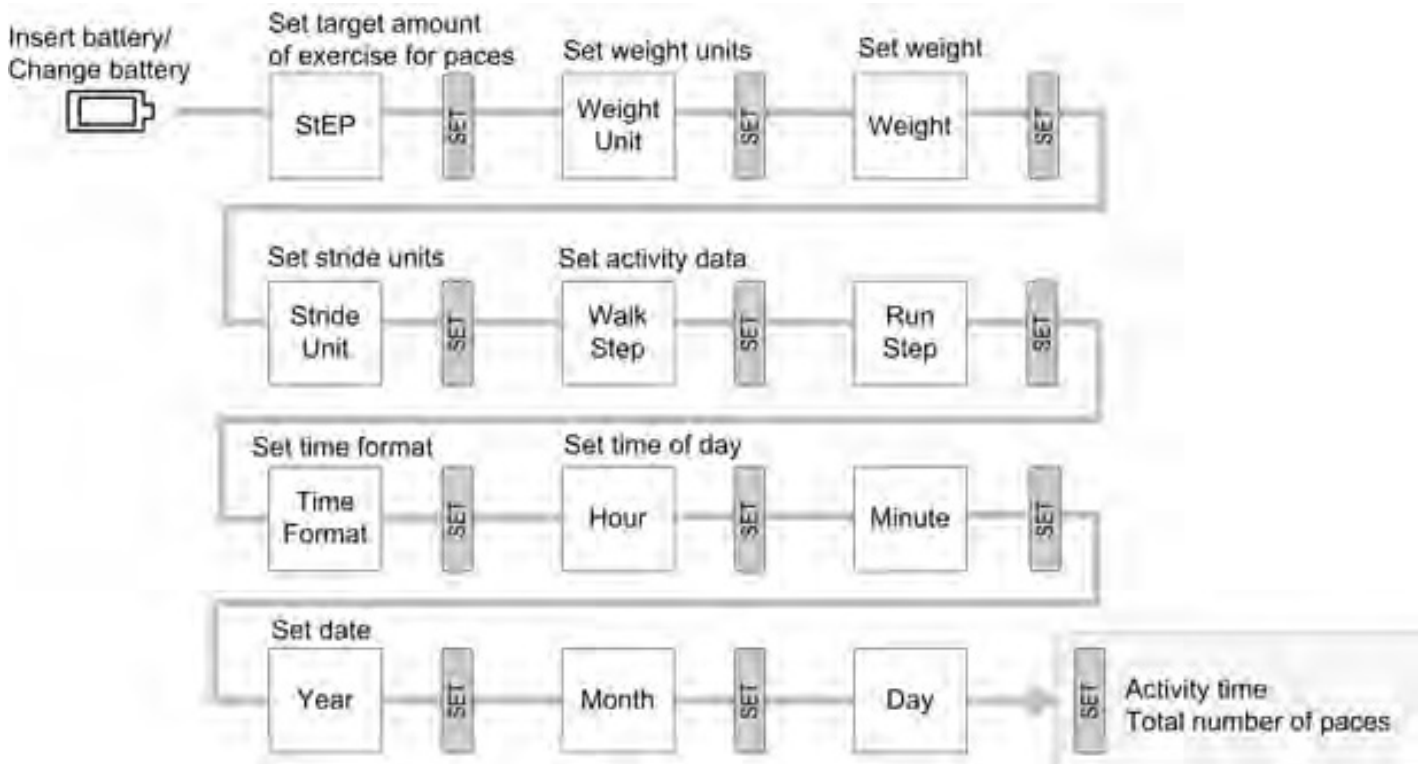 Insert battery/
Change battery
Set target amount
of exercise for paces
StEP
SET
Set weight units
Weight
Unit
SET
Set weight
Weight
SET
Set stride units
Stride
Unit
SET
Set activity data
Walk
Step
SET
Run
Step
SET
Set time format
Time
Format
SET
Set time of day
Hour
SET
Minute
SET
Set date
Year
SET
Month
SET
Day
SET
Activity time
Total number of paces